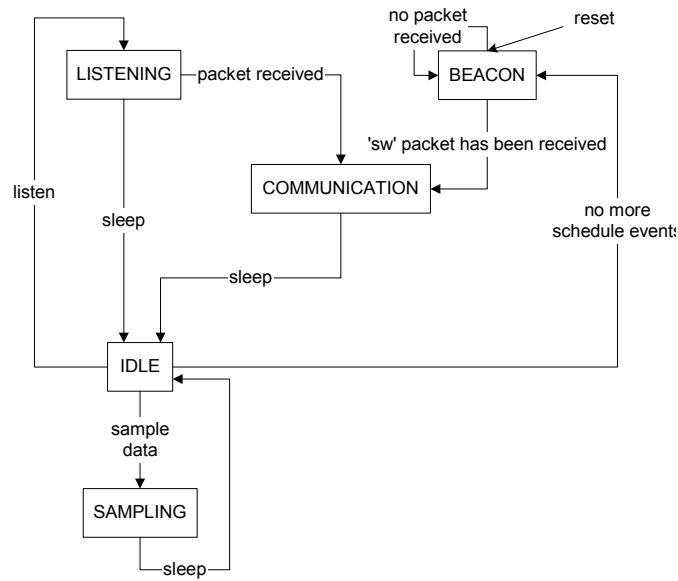 no packet
received
reset
LISTENING
packet received
BEACON
'sw' packet has been received
COMMUNICATION
listen
sleep
no more
schedule events
sleep
IDLE
sample
data
SAMPLING
sleep